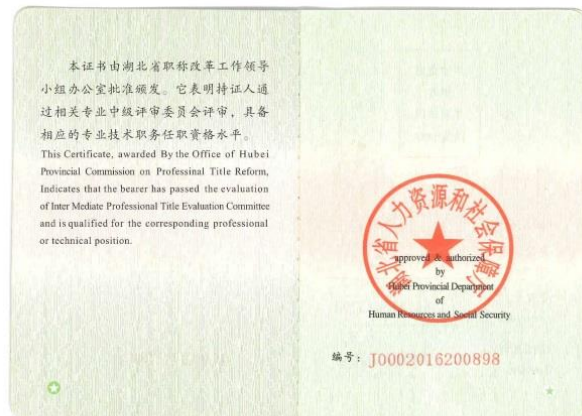 本证书由湖北省职称改革工作领导
小组办公室批准颁发。它表明持证人通
过相关专业中级评审委员会评审，具备
相应的专业技术职务任职资格水平。
This Certificate, awarded By the Office of Hubei
Provincial Commission on Professinal Title Reform,
Indicates that the bearer has passed the evaluation
of Inter Mediate Professional Title Evaluation Committee
and is qualified for the corresponding professional
or technical position.
湖北省人力资源和社会保障厅
approved & authorized
by
Hubei Provincial Department
of
Human Resources and Social Security
编号：J0002016200898